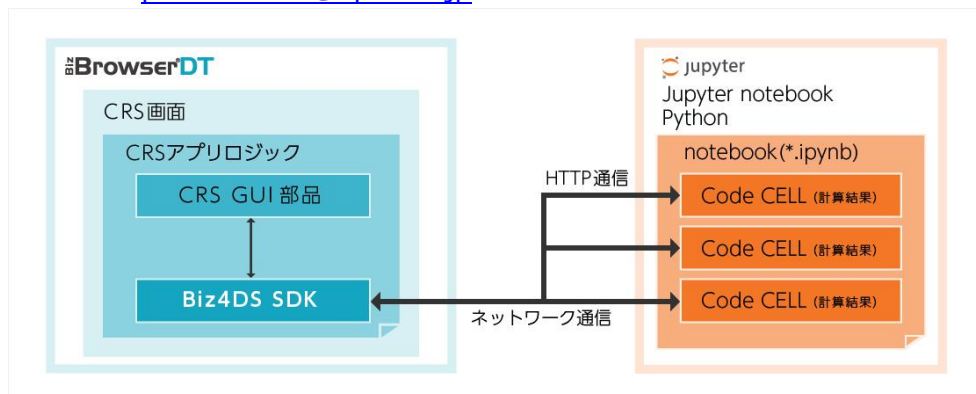 Biz Browser DT
CRS画面
CRSアプリロジック
CRS GUI 部品
Biz4DS SDK
HTTP通信
ネットワーク通信
jupyter
Jupyter notebook
Python
notebook(*.ipynb)
Code CELL (計算結果)
Code CELL (計算結果)
Code CELL (計算結果)